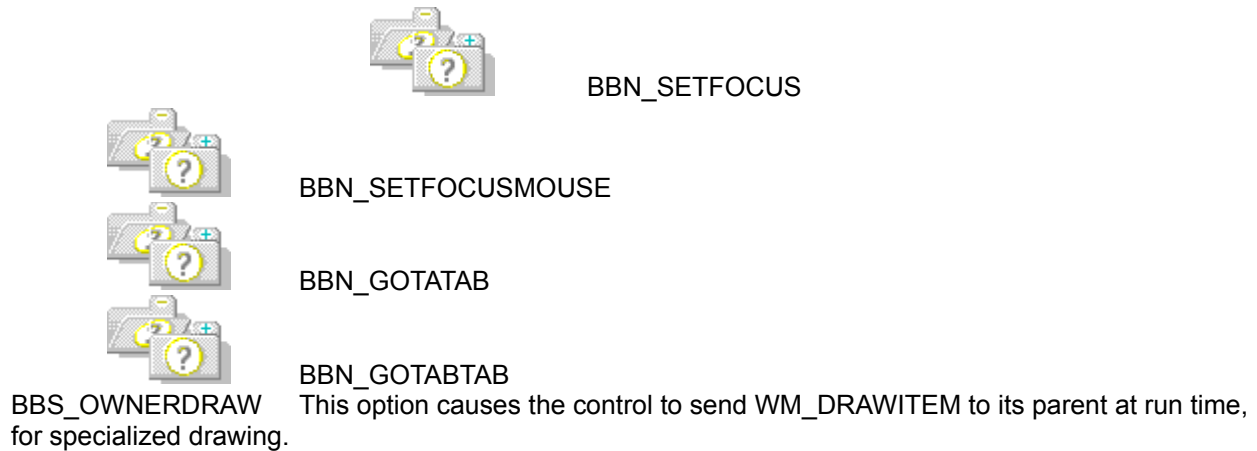 BBN_SETFOCUS
BBN_SETFOCUSMOUSE
BBN_GOTATAB
BBN_GOTABTAB
BBS_OWNERDRAW This option causes the control to send WM_DRAWITEM to its parent at run time,
for specialized drawing.